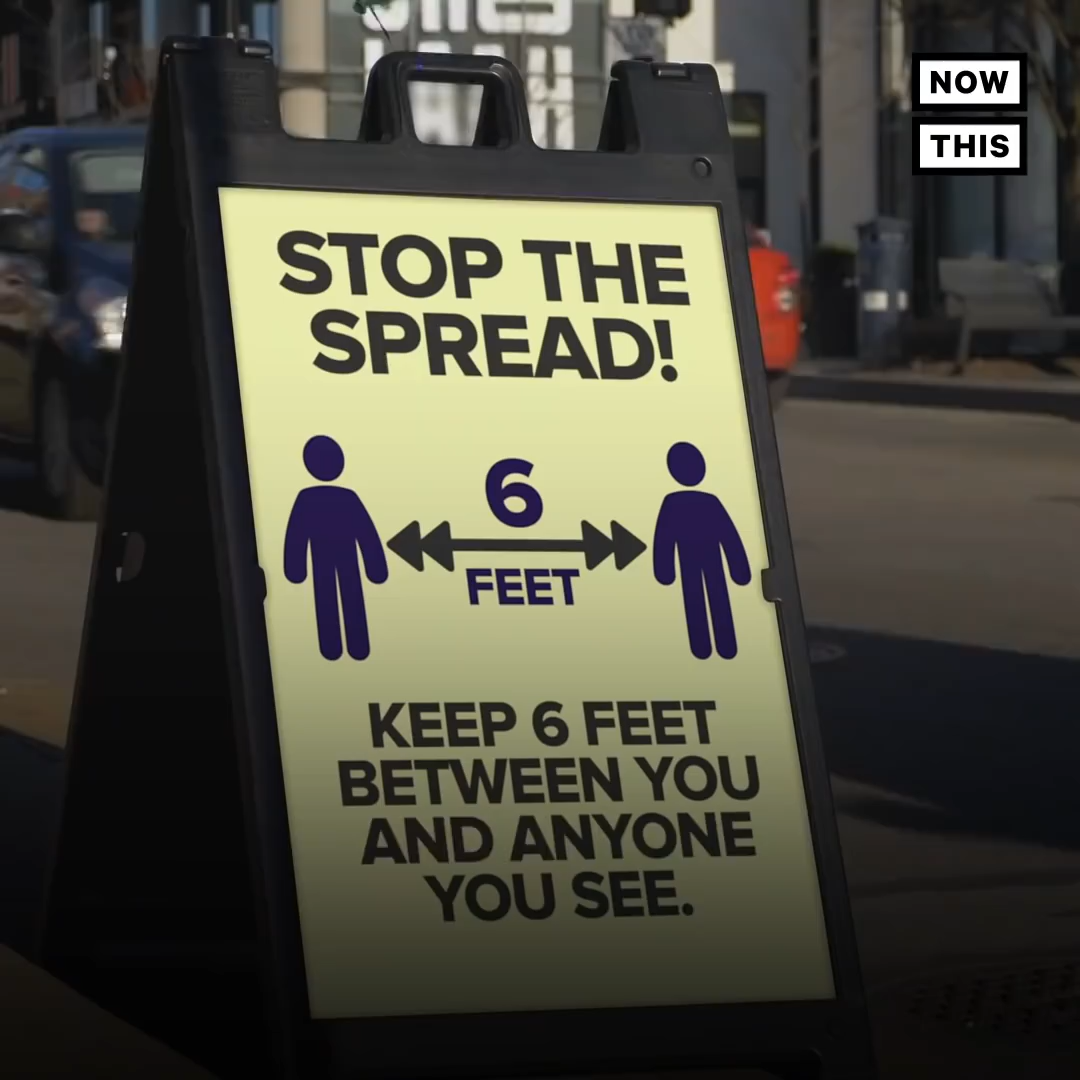 NOW
THIS
STOP THE
SPREAD!
6
FEET
KEEP 6 FEET
BETWEEN YOU
AND ANYONE
YOU SEE.